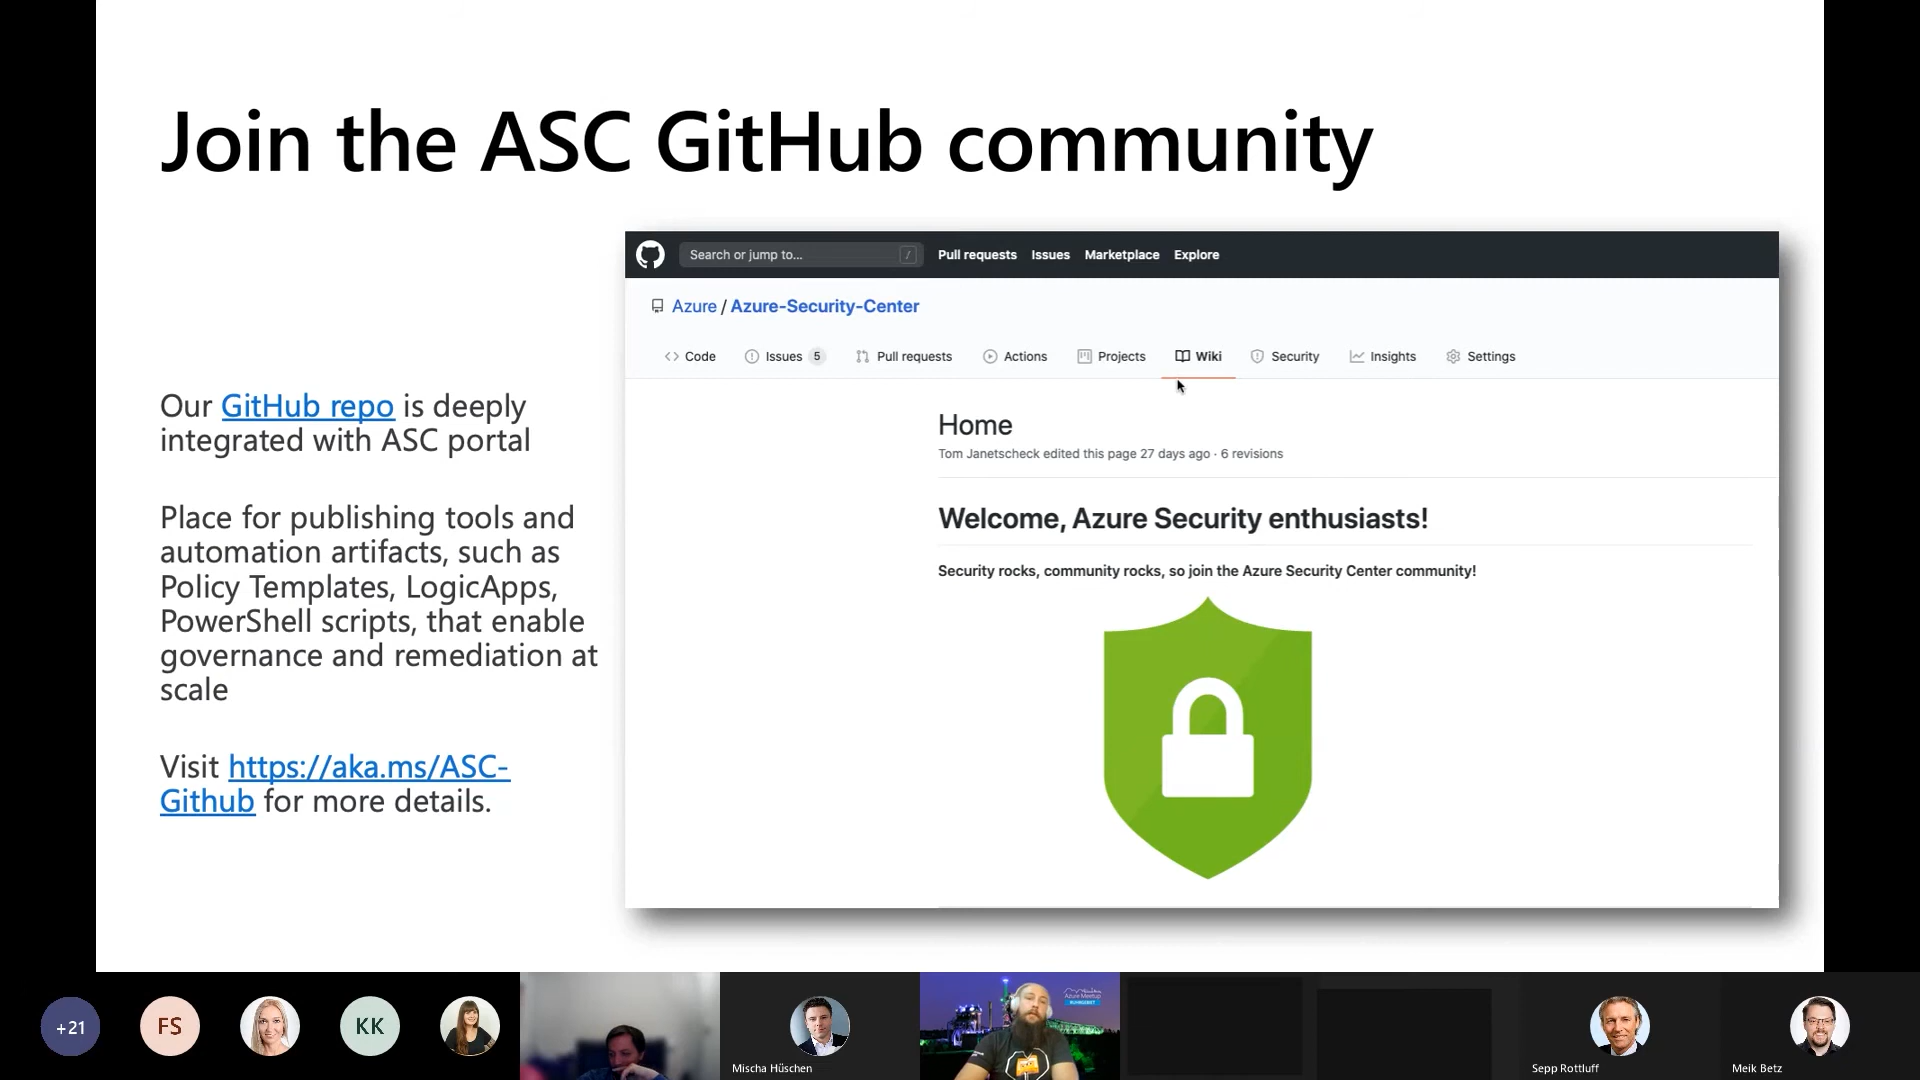 Join the ASC GitHub community
Search or jump to...
/
Pull requests
Issues
Marketplace
Explore
Azure / Azure-Security-Center
Code
Issues 5
Pull requests
Actions
Projects
Wiki
Security
Insights
Settings
Our GitHub repo is deeply
integrated with ASC portal
Place for publishing tools and
automation artifacts, such as
Policy Templates, LogicApps,
PowerShell scripts, that enable
governance and remediation at
scale
Visit https://aka.ms/ASC-
Github for more details.
Home
Tom Janetscheck edited this page 27 days ago · 6 revisions
Welcome, Azure Security enthusiasts!
Security rocks, community rocks, so join the Azure Security Center community!
+21
FS
KK
Mischa Hüschen
Azure Meetup
RUHRGEBIET
Sepp Rottluff
Meik Betz